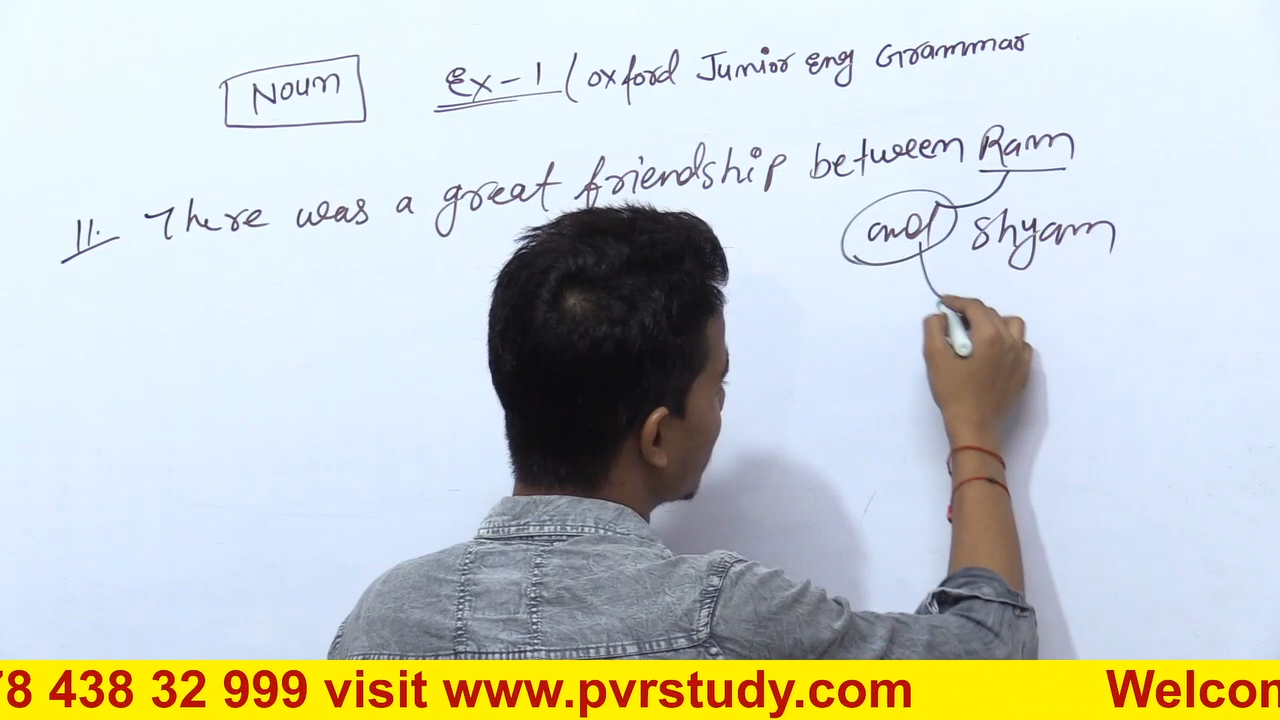 Noun Ex-1 (Oxford Junior Eng Grammar
11. There was a great friendship between Ram
and Shyam
78 438 32 999 visit www.pvrstudy.com Welcon